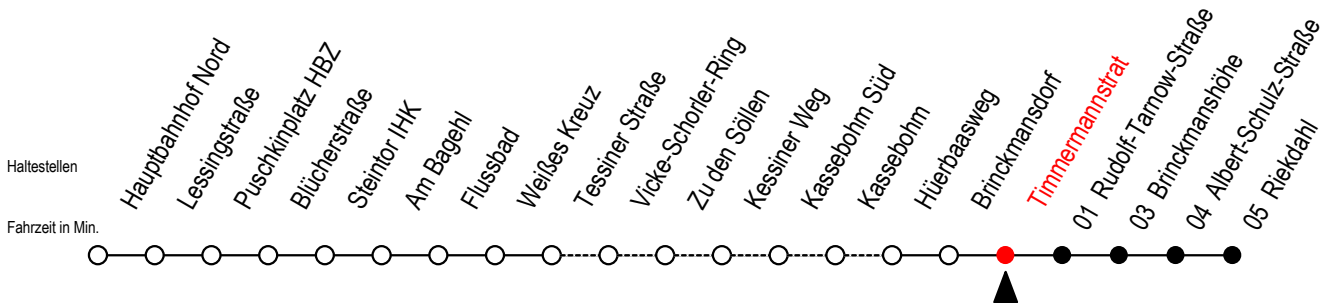 Haltestellen
Hauptbahnhof Nord
Lessingstraße
Puschkinplatz HBZ
Blücherstraße
Steintor IHK
Am Bagehl
Flussbad
Weißes Kreuz
Tessiner Straße
Vicke-Schorler-Ring
Zu den Söllen
Kessiner Weg
Kassebohm Süd
Kassebohm
Hüerbaasweg
Brinckmansdorf
Timmermannstrat
01 Rudolf-Tarnow-Straße
03 Brinckmanshöhe
04 Albert-Schulz-Straße
05 Riekdahl
Fahrzeit in Min.